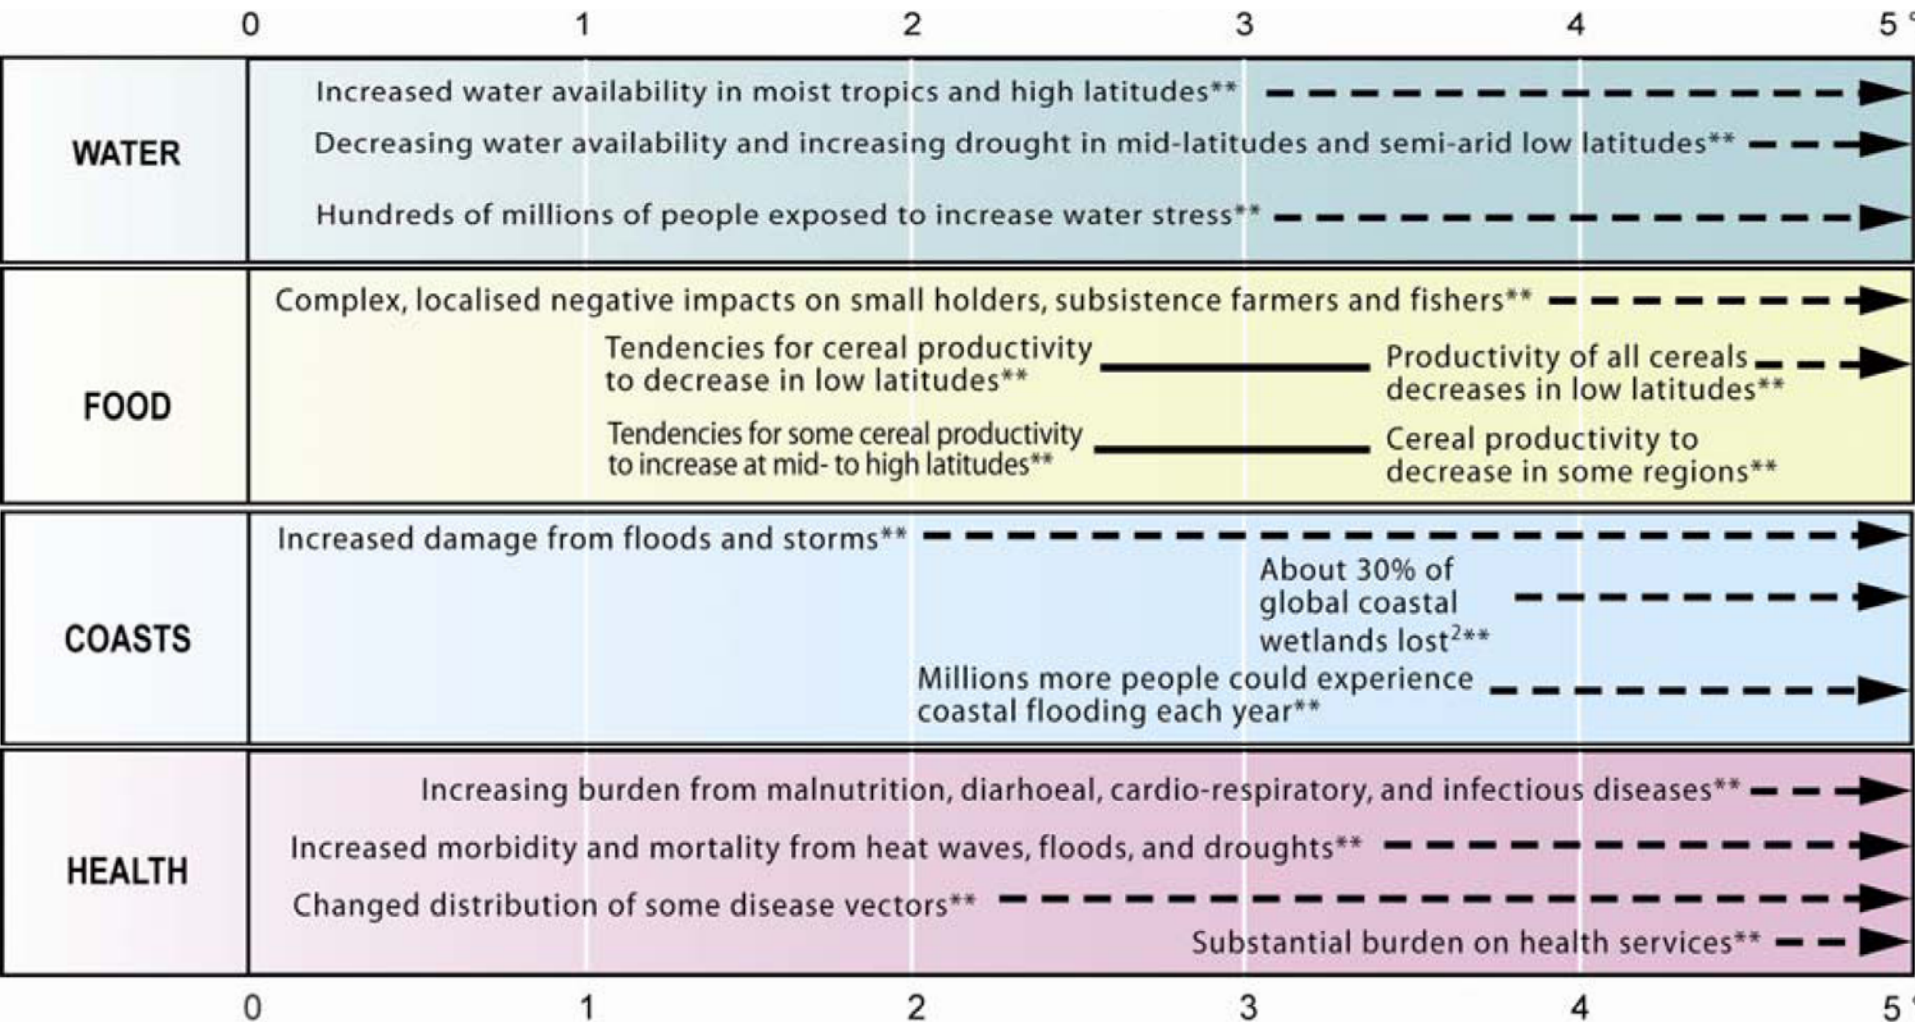 0 1 2 3 4 5 °
WATER
Increased water availability in moist tropics and high latitudes**
Decreasing water availability and increasing drought in mid-latitudes and semi-arid low latitudes**
Hundreds of millions of people exposed to increase water stress**
FOOD
Complex, localised negative impacts on small holders, subsistence farmers and fishers**
Tendencies for cereal productivity
to decrease in low latitudes**
Productivity of all cereals
decreases in low latitudes**
Tendencies for some cereal productivity
to increase at mid- to high latitudes**
Cereal productivity to
decrease in some regions**
COASTS
Increased damage from floods and storms**
About 30% of
global coastal
wetlands lost²**
Millions more people could experience
coastal flooding each year**
HEALTH
Increasing burden from malnutrition, diarhoeal, cardio-respiratory, and infectious diseases**
Increased morbidity and mortality from heat waves, floods, and droughts**
Changed distribution of some disease vectors**
Substantial burden on health services**
0 1 2 3 4 5 °